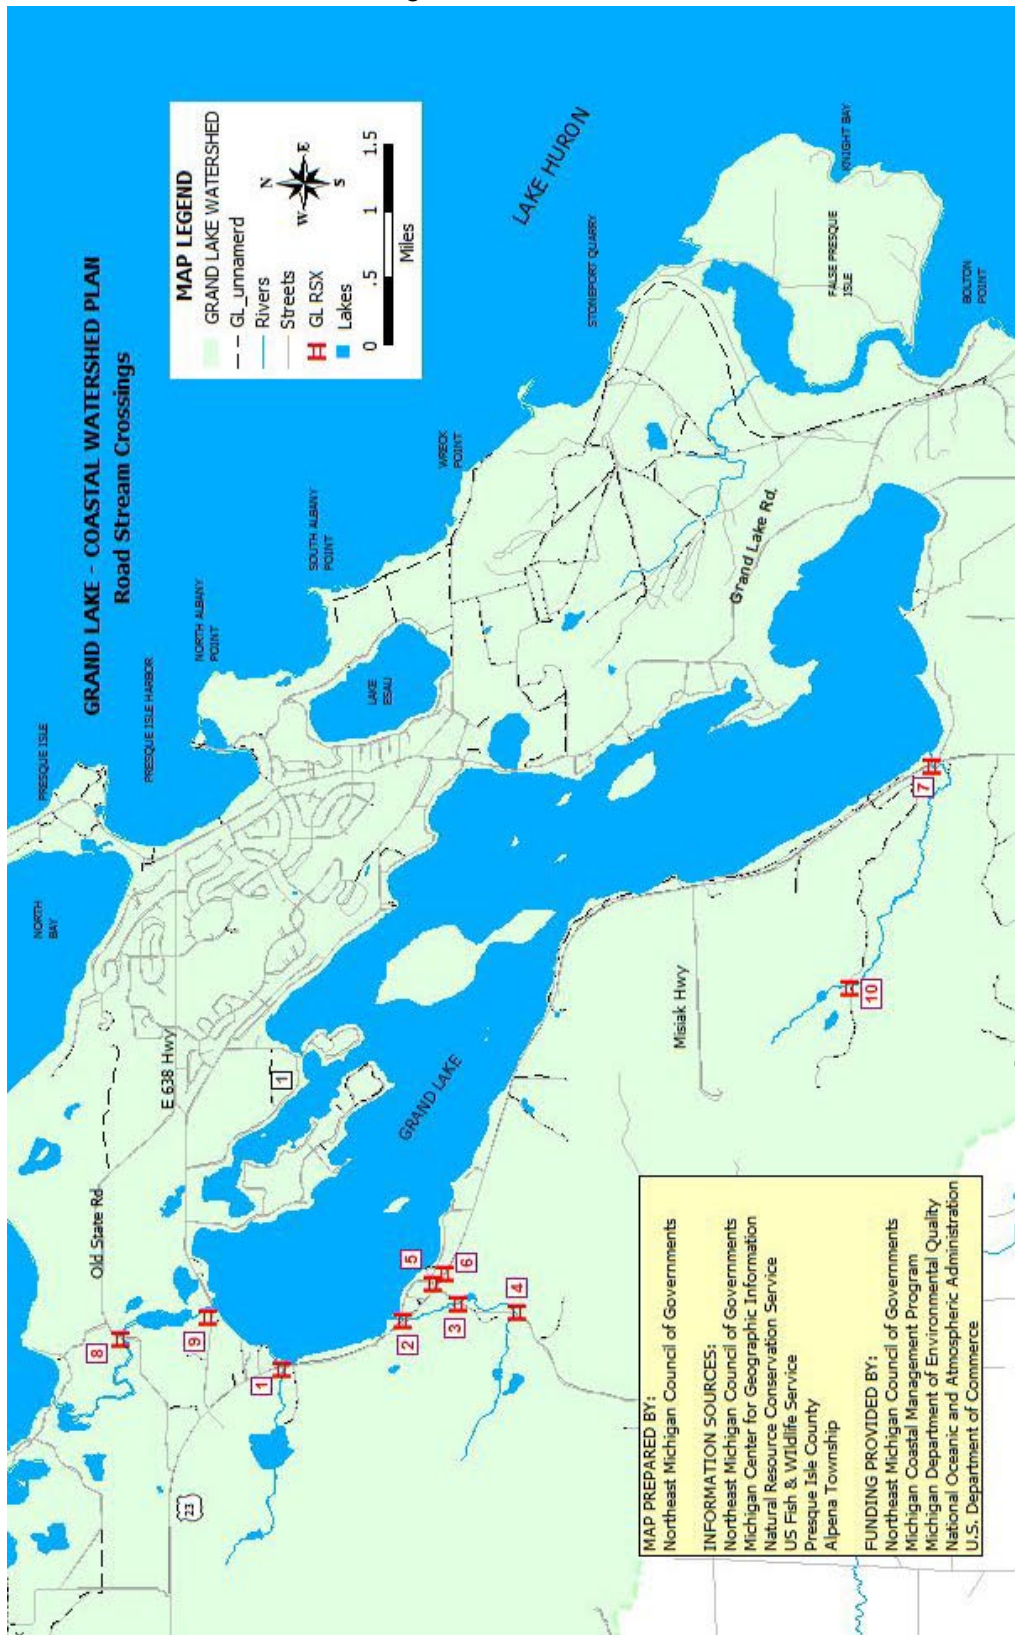 GRAND LAKE - COASTAL WATERSHED PLAN
Road Stream Crossings
MAP LEGEND
GRAND LAKE WATERSHED
GL_unnamerd
Rivers
Streets
GL RSX
Lakes
N
W
E
S
0
.5
1
1.5
Miles
PRESQUE ISLE
NORTH
BAY
PRESQUE ISLE HARBOR
NORTH ALBANY
POINT
SOUTH ALBANY
POINT
LAKE
ESAU
WRECK
POINT
LAKE HURON
STONEPORT QUARRY
KNIGHT BAY
FALSE PRESQUE
ISLE
BOLTON
POINT
Old State Rd
E 638 Hwy
1
GRAND LAKE
Grand Lake Rd.
Misiak Hwy
23
8
9
1
2
5
6
3
4
7
10
MAP PREPARED BY:
Northeast Michigan Council of Governments
INFORMATION SOURCES:
Northeast Michigan Council of Governments
Michigan Center for Geographic Information
Natural Resource Conservation Service
US Fish & Wildlife Service
Presque Isle County
Alpena Township
FUNDING PROVIDED BY:
Northeast Michigan Council of Governments
Michigan Coastal Management Program
Michigan Department of Environmental Quality
National Oceanic and Atmospheric Administration
U.S. Department of Commerce